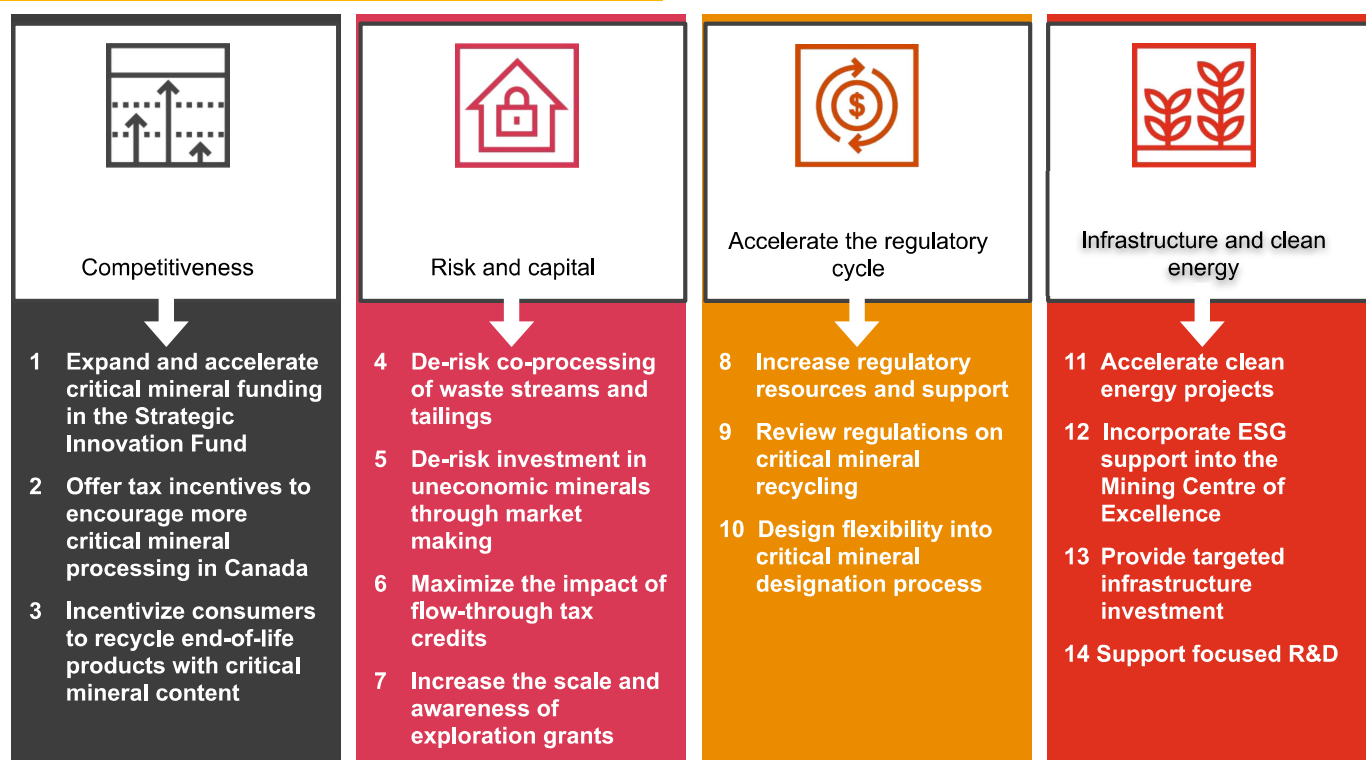 $
Competitiveness
1 Expand and accelerate
critical mineral funding
in the Strategic
Innovation Fund
2 Offer tax incentives to
encourage more
critical mineral
processing in Canada
3 Incentivize consumers
to recycle end-of-life
products with critical
mineral content
Risk and capital
4 De-risk co-processing
of waste streams and
tailings
5 De-risk investment in
uneconomic minerals
through market
making
6 Maximize the impact of
flow-through tax
credits
7 Increase the scale and
awareness of
exploration grants
Accelerate the regulatory
cycle
8 Increase regulatory
resources and support
9 Review regulations on
critical mineral
recycling
10 Design flexibility into
critical mineral
designation process
Infrastructure and clean
energy
11 Accelerate clean
energy projects
12 Incorporate ESG
support into the
Mining Centre of
Excellence
13 Provide targeted
infrastructure
investment
14 Support focused R&D